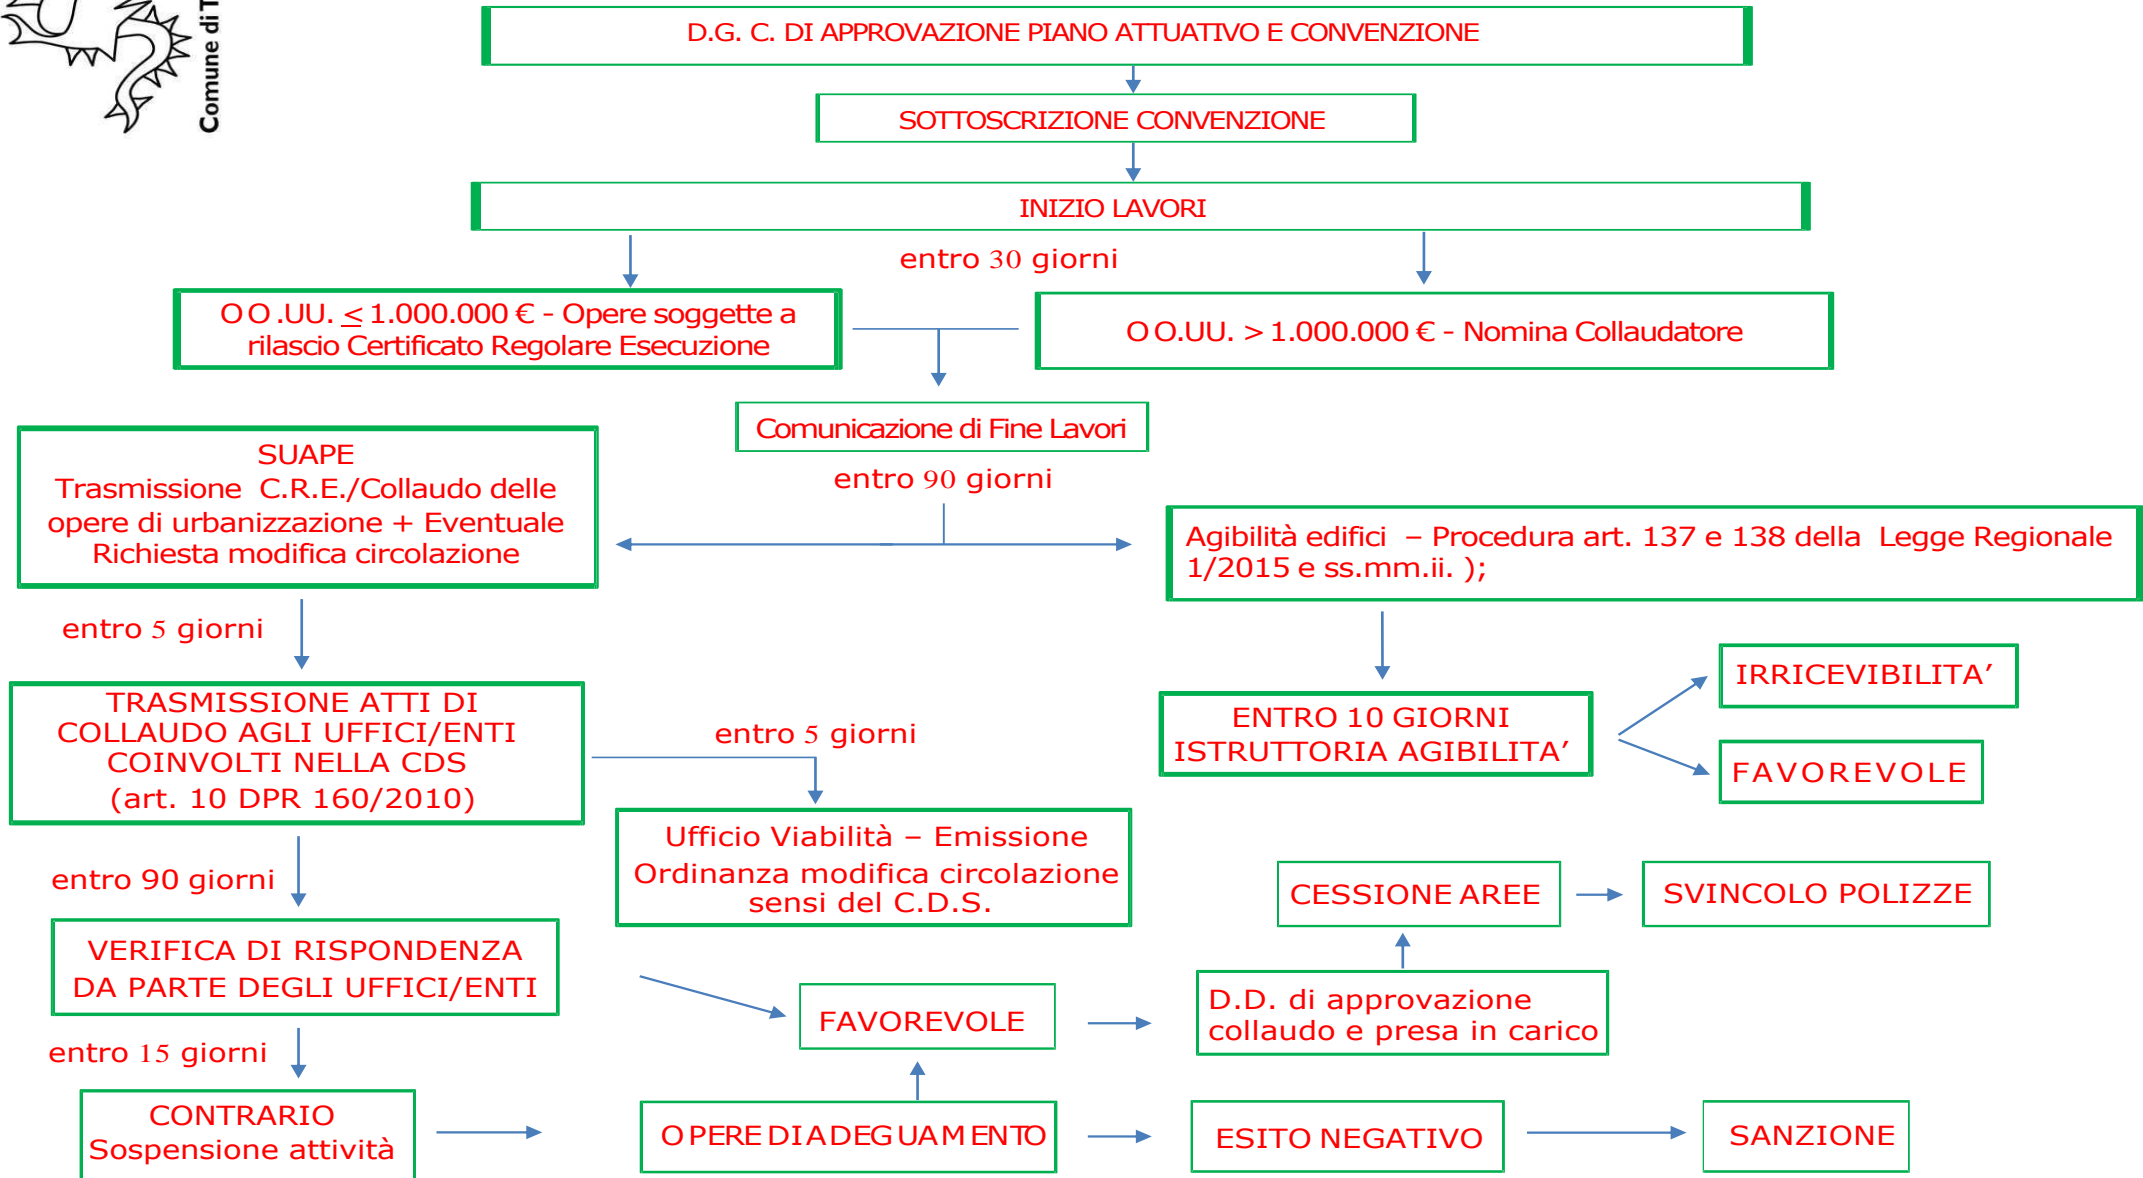 Comune di T
D.G. C. DI APPROVAZIONE PIANO ATTUATIVO E CONVENZIONE
SOTTOSCRIZIONE CONVENZIONE
INIZIO LAVORI
entro 30 giorni
OO.UU. ≤ 1.000.000 € - Opere soggette a
rilascio Certificato Regolare Esecuzione
OO.UU. > 1.000.000 € - Nomina Collaudatore
Comunicazione di Fine Lavori
entro 90 giorni
SUAPE
Trasmissione C.R.E./Collaudo delle
opere di urbanizzazione + Eventuale
Richiesta modifica circolazione
Agibilità edifici – Procedura art. 137 e 138 della Legge Regionale
1/2015 e ss.mm.ii. );
entro 5 giorni
TRASMISSIONE ATTI DI
COLLAUDO AGLI UFFICI/ENTI
COINVOLTI NELLA CDS
(art. 10 DPR 160/2010)
entro 5 giorni
ENTRO 10 GIORNI
ISTRUTTORIA AGIBILITA’
IRRICEVIBILITA’
FAVOREVOLE
Ufficio Viabilità – Emissione
Ordinanza modifica circolazione
sensi del C.D.S.
entro 90 giorni
CESSIONE AREE
SVINCOLO POLIZZE
VERIFICA DI RISPONDENZA
DA PARTE DEGLI UFFICI/ENTI
FAVOREVOLE
D.D. di approvazione
collaudo e presa in carico
entro 15 giorni
CONTRARIO
Sospensione attività
OPERE DI ADEGUAMENTO
ESITO NEGATIVO
SANZIONE